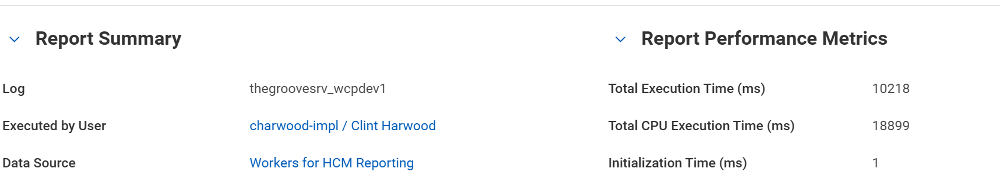 Report Summary
Log thegroovesrv_wcpdev1
Executed by User charwood-impl / Clint Harwood
Data Source Workers for HCM Reporting
Report Performance Metrics
Total Execution Time (ms) 10218
Total CPU Execution Time (ms) 18899
Initialization Time (ms) 1